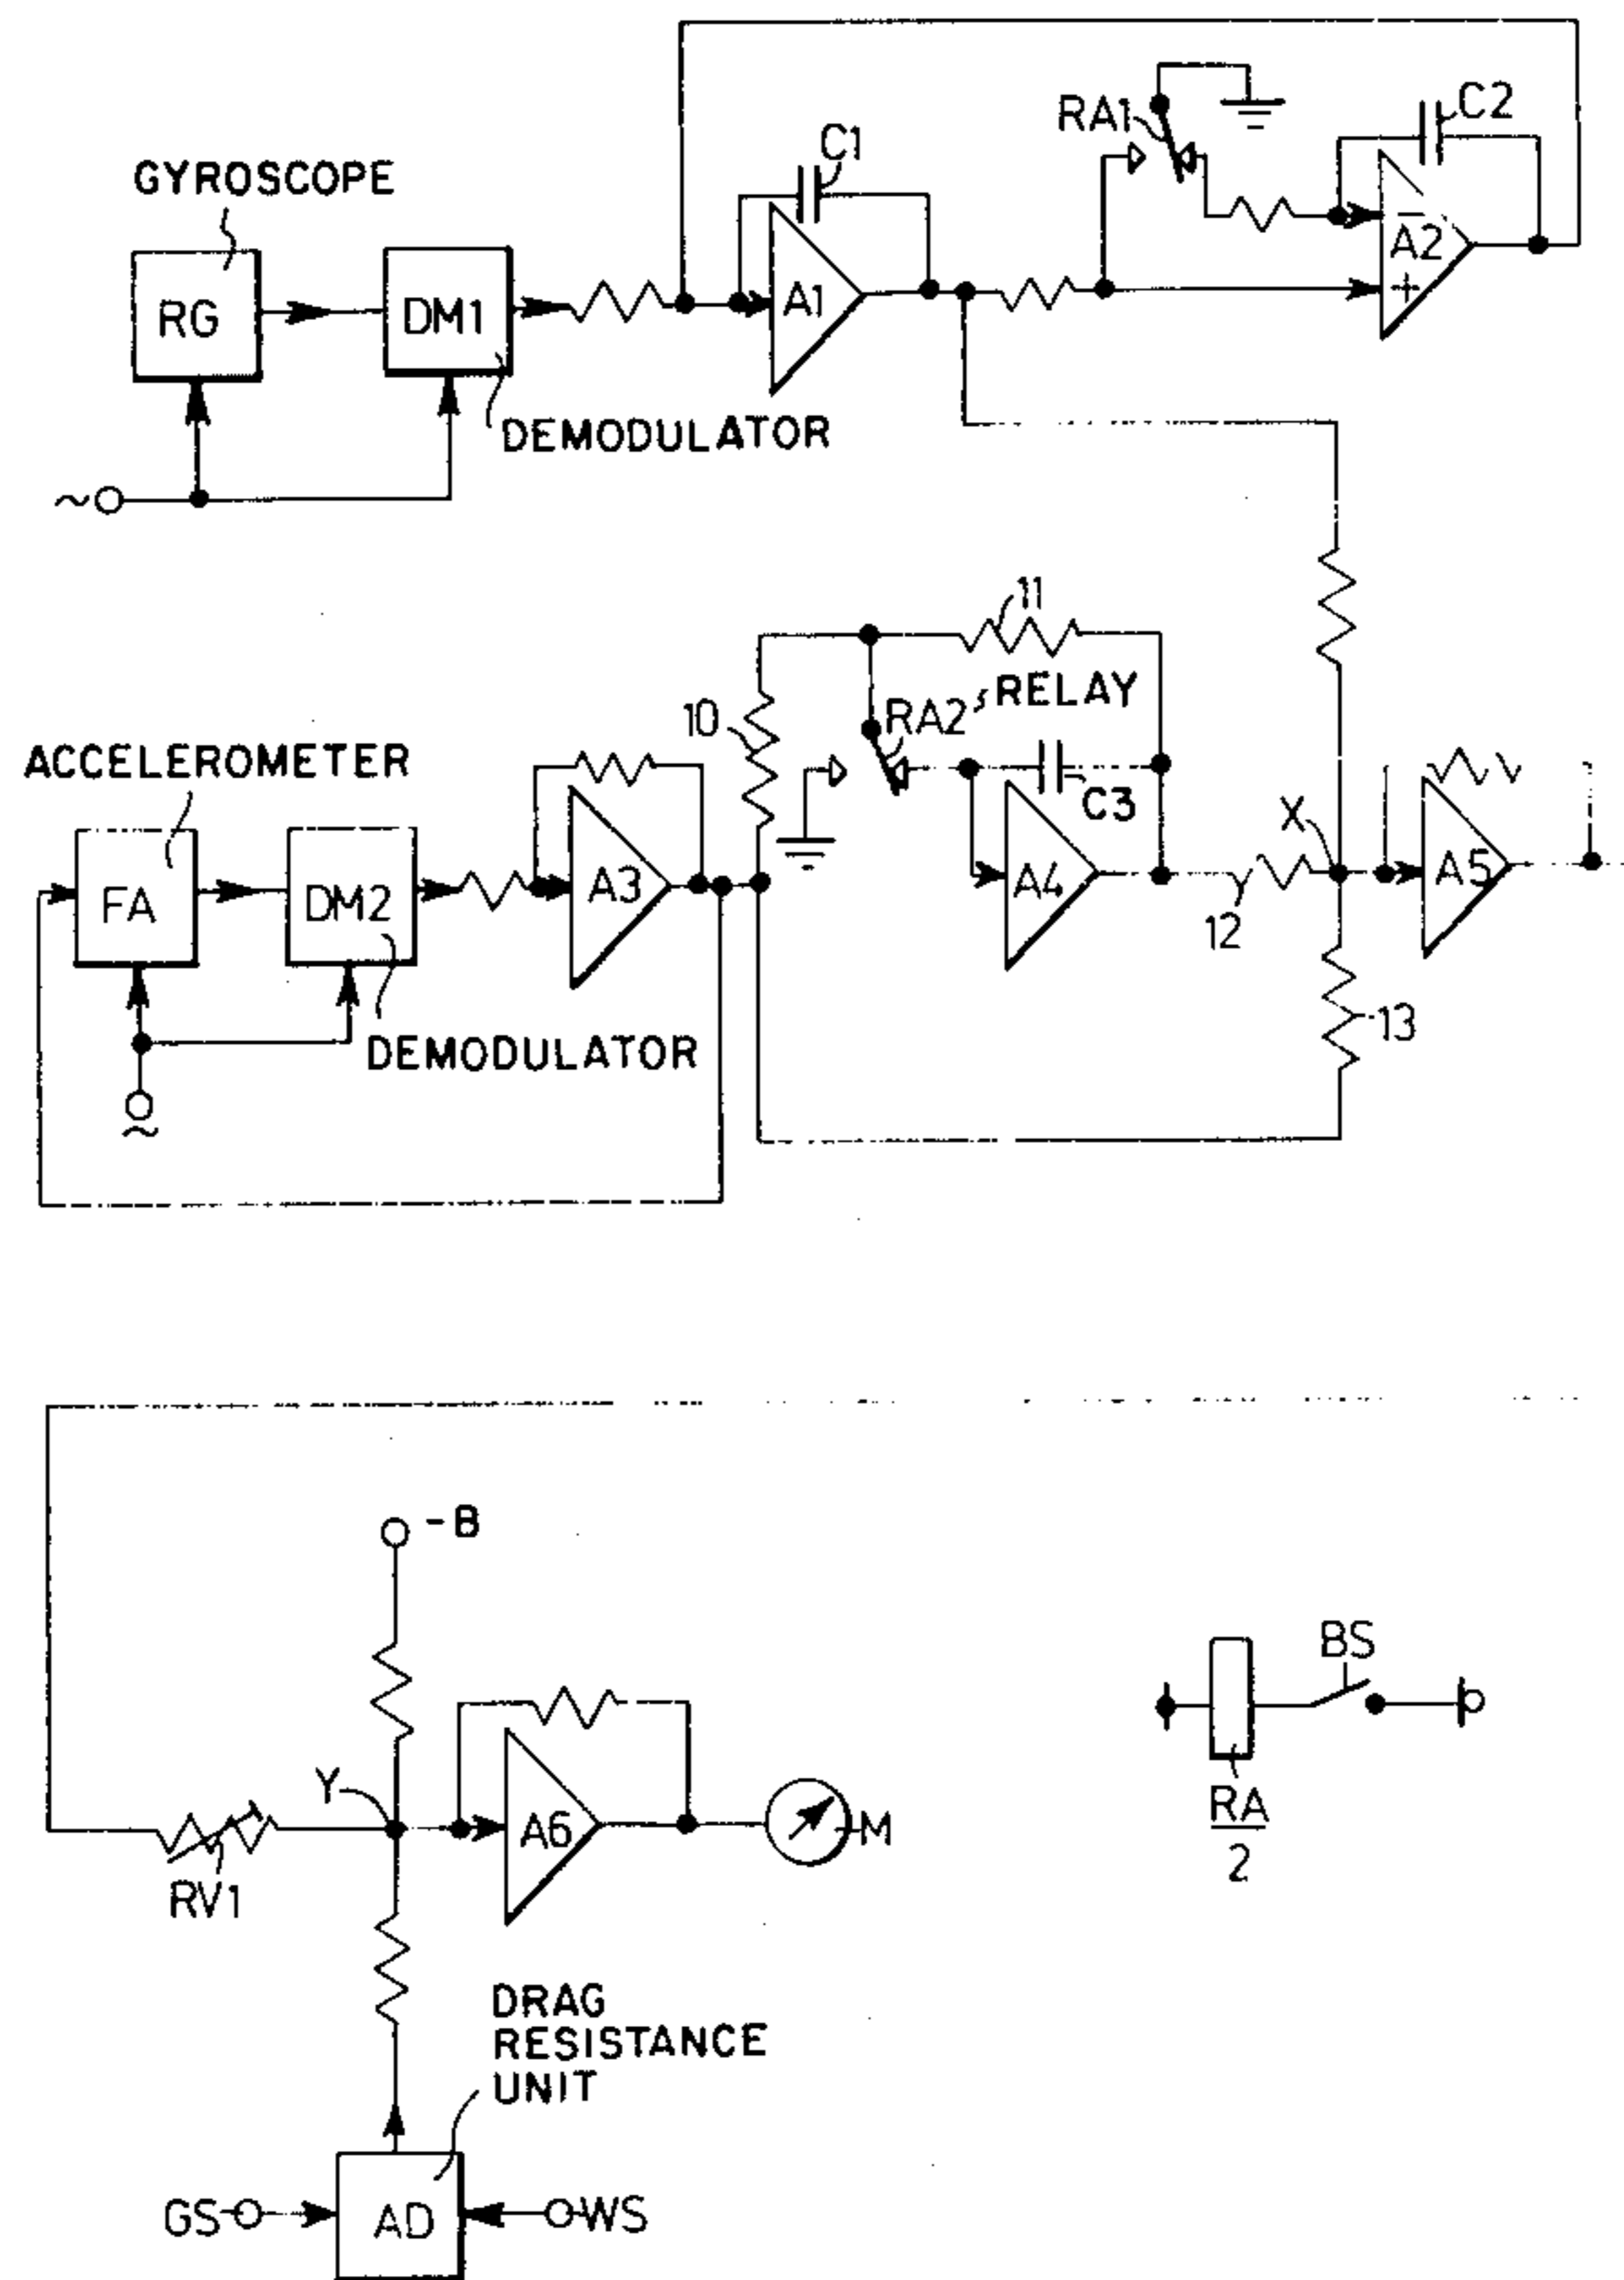 RA1
C2
C1
GYROSCOPE
A2
−
+
RG
DM1
A1
DEMODULATOR
~
11
10
RELAY
RA2
ACCELEROMETER
C3
X
A3
A4
A5
FA
DM2
12
13
DEMODULATOR
~
-B
BS
Y
A6
M
RA
2
RV1
DRAG
RESISTANCE
UNIT
GS
AD
WS